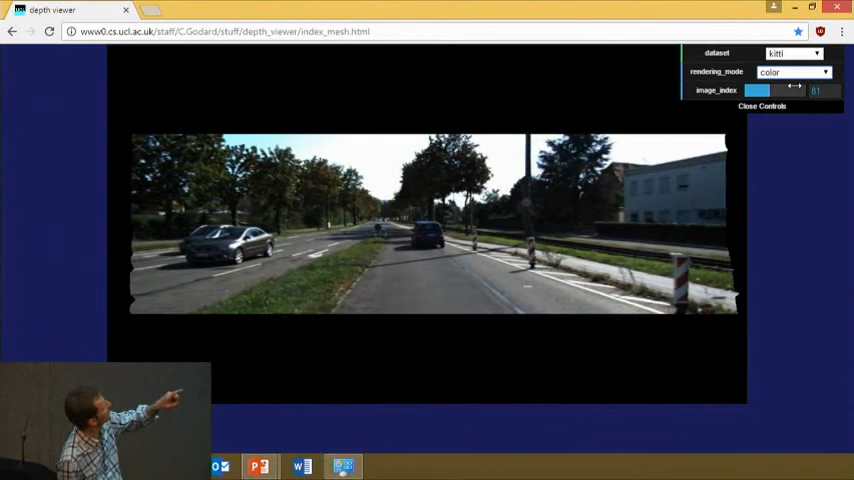 depth viewer
www0.cs.ucl.ac.uk/staff/C.Godard/stuff/depth_viewer/index_mesh.html
dataset kitti
rendering_mode color
image_index 81
Close Controls